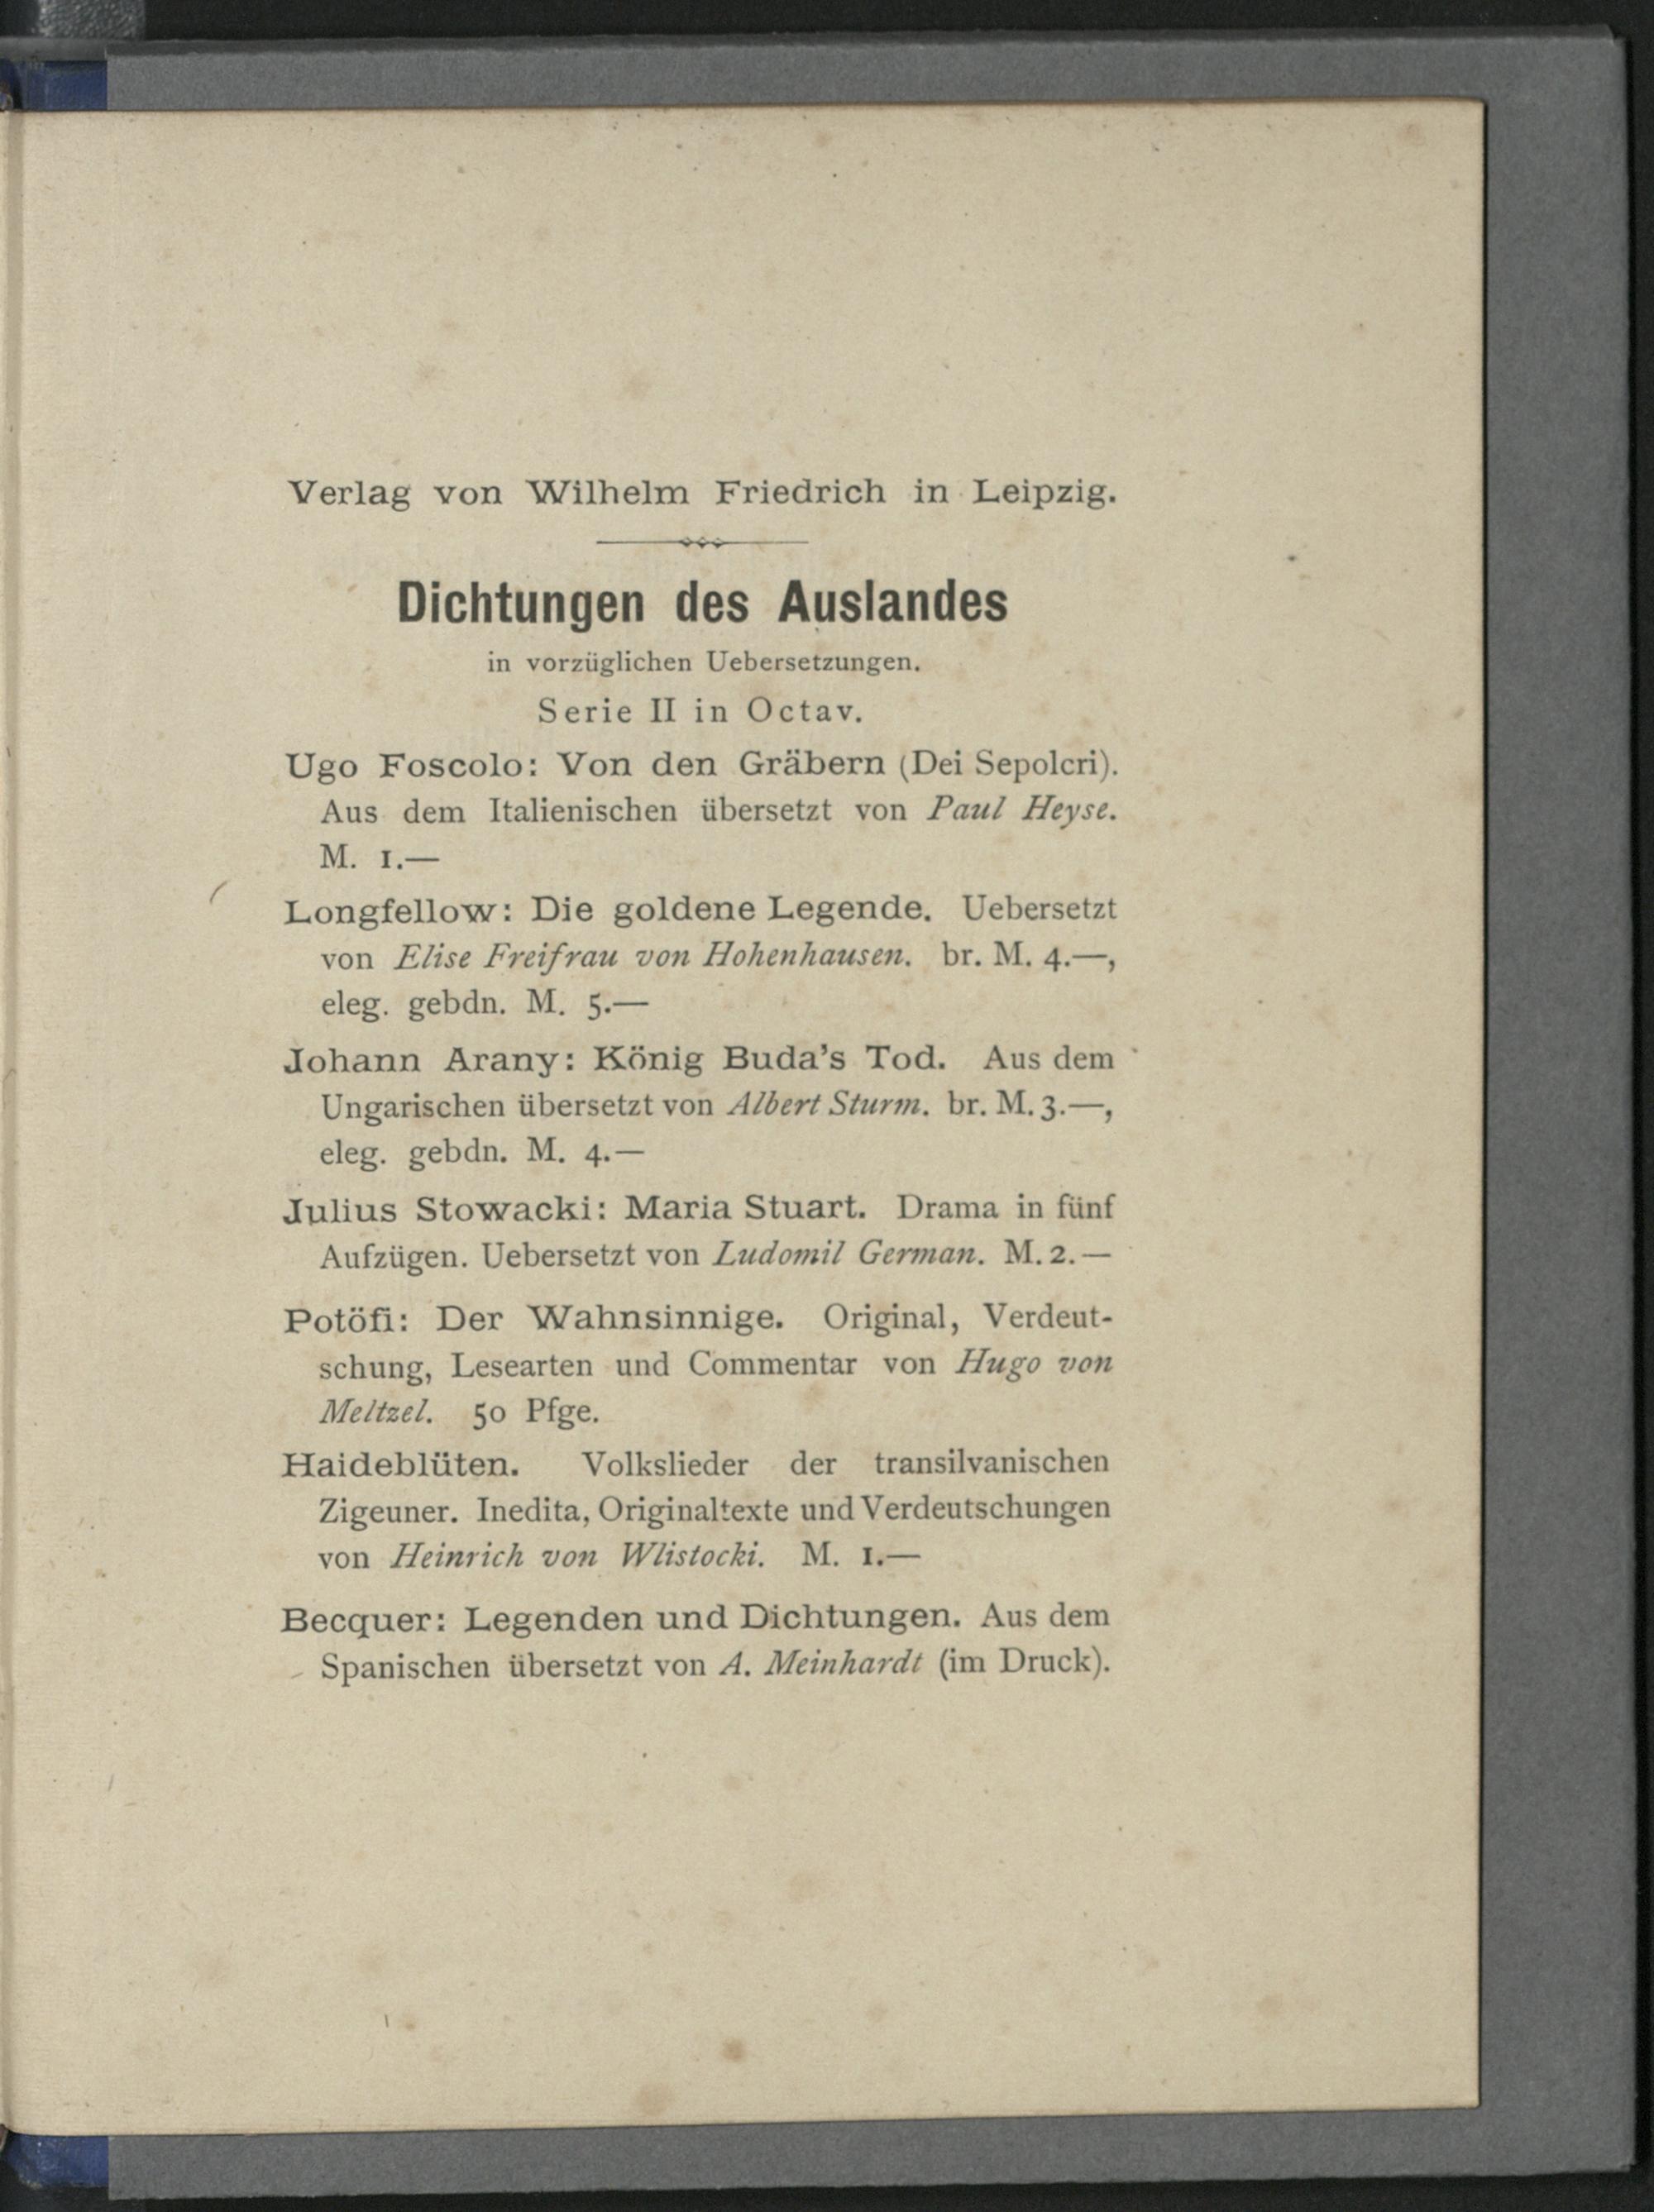 Verlag von Wilhelm Friedrich in Leipzig.
Dichtungen des Auslandes
in vorzüglichen Uebersetzungen.
Serie II in Octav.
Ugo Foscolo: Von den Gräbern (Dei Sepolcri).
Aus dem Italienischen übersetzt von Paul Heyse.
M. 1.—
Longfellow: Die goldene Legende. Uebersetzt
von Elise Freifrau von Hohenhausen. br. M. 4.—,
eleg. gebdn. M. 5.—
Johann Arany: König Buda's Tod. Aus dem
Ungarischen übersetzt von Albert Sturm. br. M. 3.—,
eleg. gebdn. M. 4.—
Julius Stowacki: Maria Stuart. Drama in fünf
Aufzügen. Uebersetzt von Ludomil German. M. 2.—
Potöfi: Der Wahnsinnige. Original, Verdeut-
schung, Lesearten und Commentar von Hugo von
Meltzel. 50 Pfge.
Haideblüten. Volkslieder der transilvanischen
Zigeuner. Inedita, Originaltexte und Verdeutschungen
von Heinrich von Wlistocki. M. 1.—
Becquer: Legenden und Dichtungen. Aus dem
Spanischen übersetzt von A. Meinhardt (im Druck).